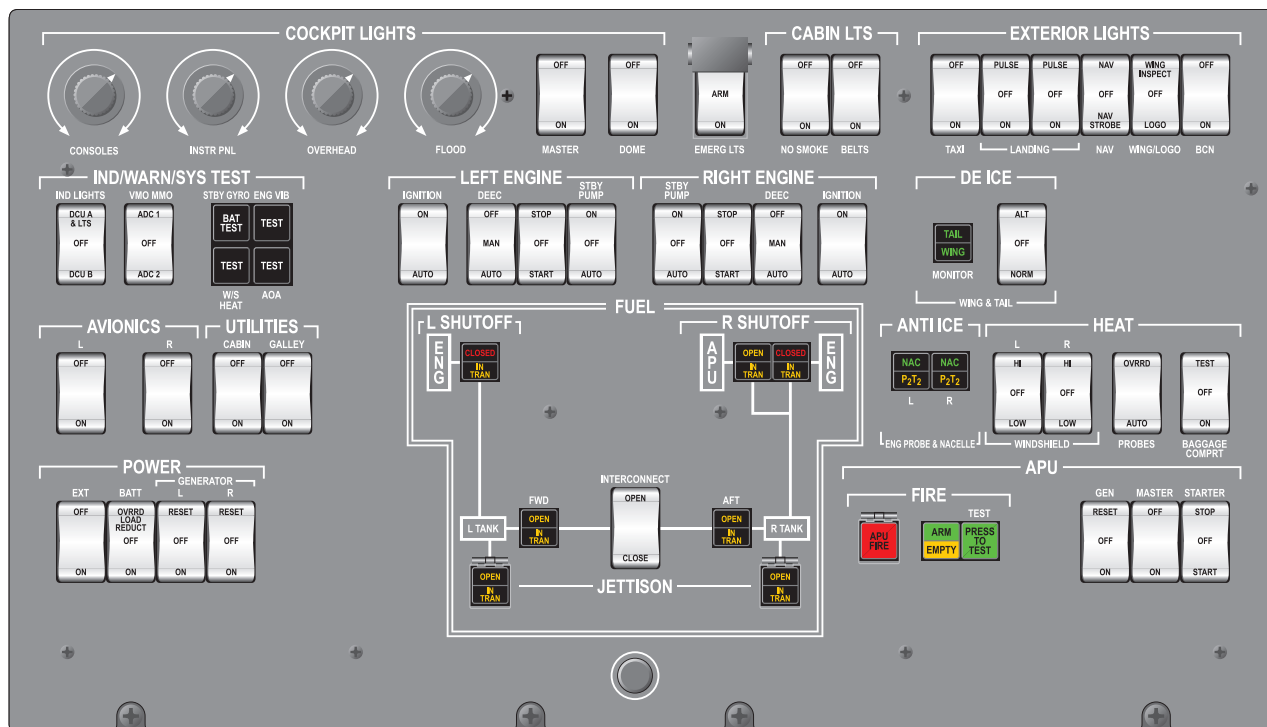 COCKPIT LIGHTS
CABIN LTS
EXTERIOR LIGHTS
OFF
ON
MASTER
OFF
ON
DOME
ARM
ON
EMERG LTS
OFF
ON
NO SMOKE
OFF
ON
BELTS
OFF
ON
TAXI
PULSE
OFF
ON
PULSE
OFF
ON
LANDING
NAV
OFF
NAV
STROBE
NAV
WING
INSPECT
OFF
LOGO
WING/LOGO
OFF
ON
BCN
CONSOLES
INSTR PNL
OVERHEAD
FLOOD
IND/WARN/SYS TEST
IND LIGHTS
DCU A
& LTS
OFF
DCU B
VMO MMO
ADC 1
OFF
ADC 2
STBY GYRO
ENG VIB
BAT
TEST
TEST
TEST
TEST
W/S
HEAT
AOA
LEFT ENGINE
IGNITION
ON
AUTO
DEEC
OFF
MAN
AUTO
STOP
OFF
START
STBY
PUMP
ON
OFF
AUTO
RIGHT ENGINE
STBY
PUMP
ON
OFF
AUTO
STOP
OFF
START
DEEC
OFF
MAN
AUTO
IGNITION
ON
AUTO
DE ICE
TAIL
WING
MONITOR
ALT
OFF
NORM
WING & TAIL
AVIONICS
L
OFF
ON
R
OFF
ON
UTILITIES
CABIN
OFF
ON
GALLEY
OFF
ON
FUEL
L SHUTOFF
ENG
CLOSED
IN
TRAN
R SHUTOFF
APU
OPEN
IN
TRAN
CLOSED
IN
TRAN
ENG
ANTI ICE
NAC
P2T2
L
NAC
P2T2
R
ENG PROBE & NACELLE
HEAT
L
HI
OFF
LOW
R
HI
OFF
LOW
WINDSHIELD
OVRRD
AUTO
PROBES
TEST
OFF
ON
BAGGAGE
COMPRT
POWER
GENERATOR
EXT
OFF
ON
BATT
OVRRD
LOAD
REDUCT
OFF
ON
L
RESET
OFF
ON
R
RESET
OFF
ON
L TANK
FWD
OPEN
IN
TRAN
INTERCONNECT
OPEN
CLOSE
AFT
OPEN
IN
TRAN
R TANK
OPEN
IN
TRAN
JETTISON
OPEN
IN
TRAN
APU
FIRE
APU
FIRE
ARM
EMPTY
TEST
PRESS
TO
TEST
GEN
RESET
OFF
ON
MASTER
OFF
ON
STARTER
STOP
OFF
START